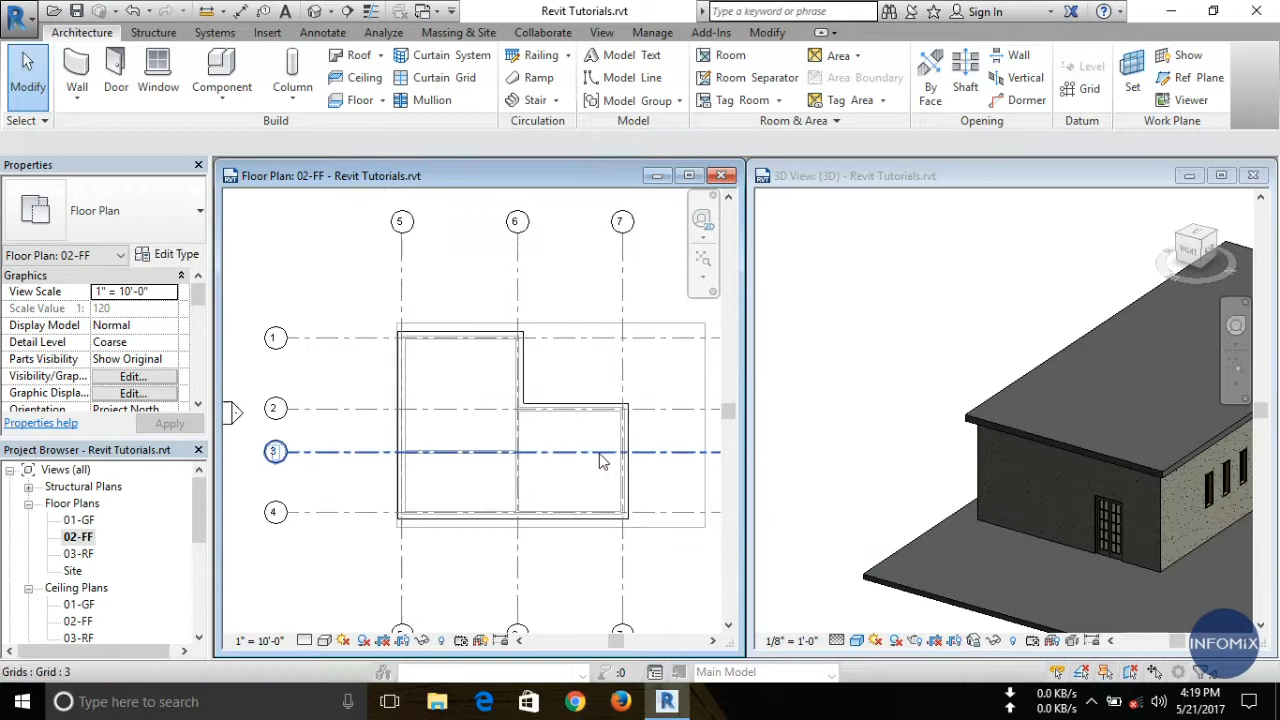 Revit Tutorials.rvt
Type a keyword or phrase
Sign In
Architecture Structure Systems Insert Annotate Analyze Massing & Site Collaborate View Manage Add-Ins Modify
Modify
Wall
Door
Window
Component
Column
Roof
Ceiling
Floor
Curtain System
Curtain Grid
Mullion
Railing
Ramp
Stair
Model Text
Model Line
Model Group
Room
Room Separator
Tag Room
Area
Area Boundary
Tag Area
By Face
Shaft
Wall
Vertical
Dormer
Level
Grid
Set
Show
Ref Plane
Viewer
Select Build Circulation Model Room & Area Opening Datum Work Plane
Properties
Floor Plan
Floor Plan: 02-FF
Edit Type
Graphics
View Scale 1" = 10'-0"
Scale Value 1: 120
Display Model Normal
Detail Level Coarse
Parts Visibility Show Original
Visibility/Grap... Edit...
Graphic Displa... Edit...
Orientation Project North
Properties help
Apply
Project Browser - Revit Tutorials.rvt
Views (all)
Structural Plans
Floor Plans
01-GF
02-FF
03-RF
Site
Ceiling Plans
01-GF
02-FF
03-RF
RVT Floor Plan: 02-FF - Revit Tutorials.rvt
5 6 7
2D
1
2
3
4
1" = 10'-0"
RVT 3D View: {3D} - Revit Tutorials.rvt
RIGHT
1/8" = 1'-0"
INFOMiX
Grids : Grid : 3
:0
Main Model
:0
Type here to search
0.0 KB/s
0.0 KB/s
4:19 PM
5/21/2017